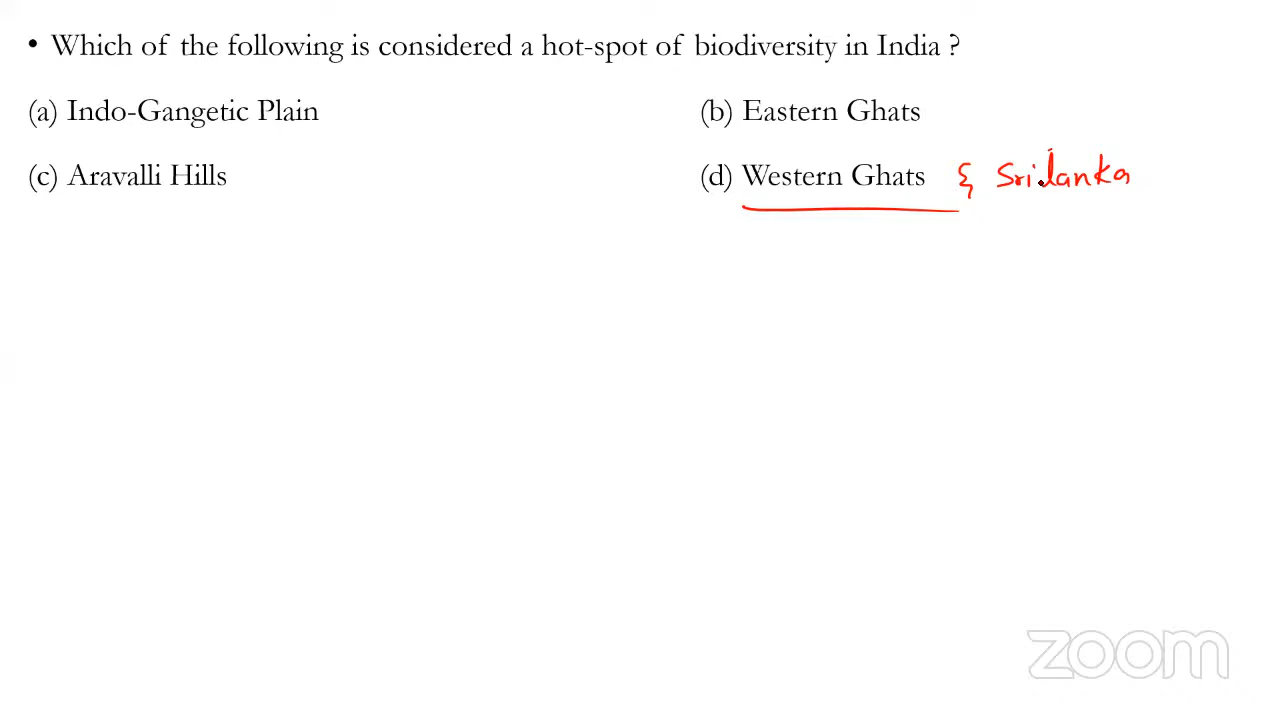 • Which of the following is considered a hot-spot of biodiversity in India ?
(a) Indo-Gangetic Plain (b) Eastern Ghats
(c) Aravalli Hills (d) Western Ghats & Srilanka
zoom